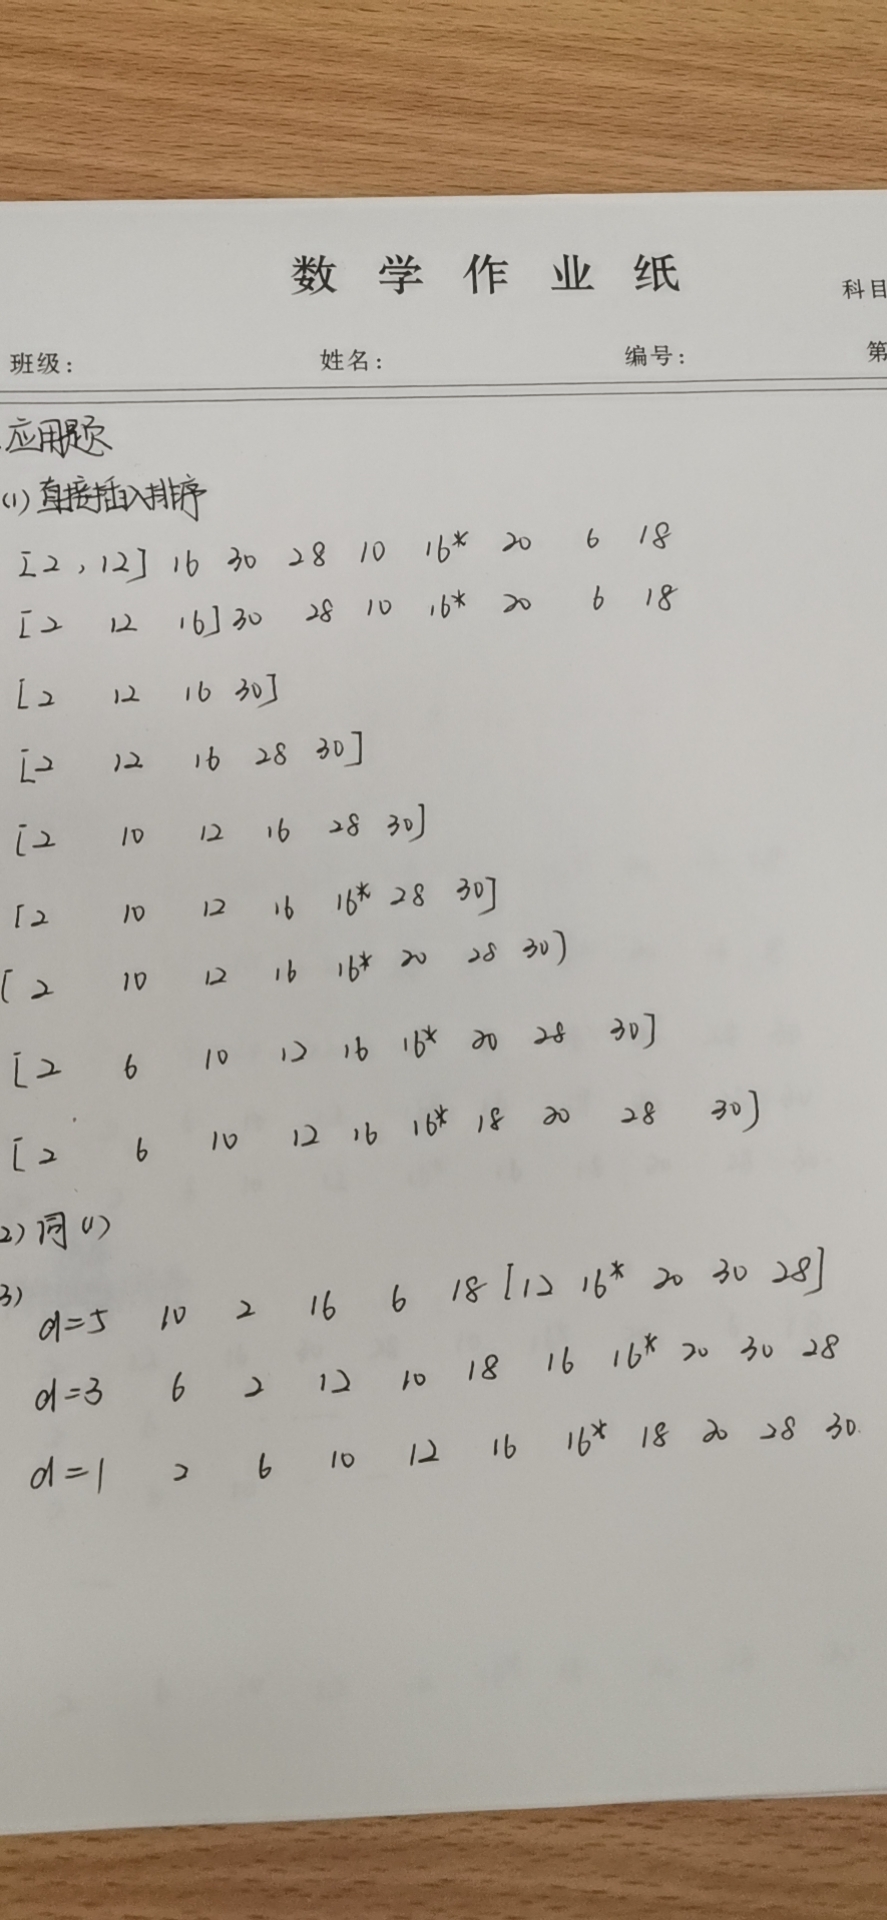 数学作业纸
科目
班级:
姓名:
编号:
第
应用题
(1) 直接插入排序
[2, 12] 16 30 28 10 16* 20 6 18
[2 12 16] 30 28 10 16* 20 6 18
[2 12 16 30]
[2 12 16 28 30]
[2 10 12 16 28 30]
[2 10 12 16 16* 28 30]
[2 10 12 16 16* 20 28 30]
[2 6 10 12 16 16* 20 28 30]
[2 6 10 12 16 16* 18 20 28 30]
2) 同(1)
3)
d=5 10 2 16 6 18 [12 16* 20 30 28]
d=3 6 2 12 10 18 16 16* 20 30 28
d=1 2 6 10 12 16 16* 18 20 28 30